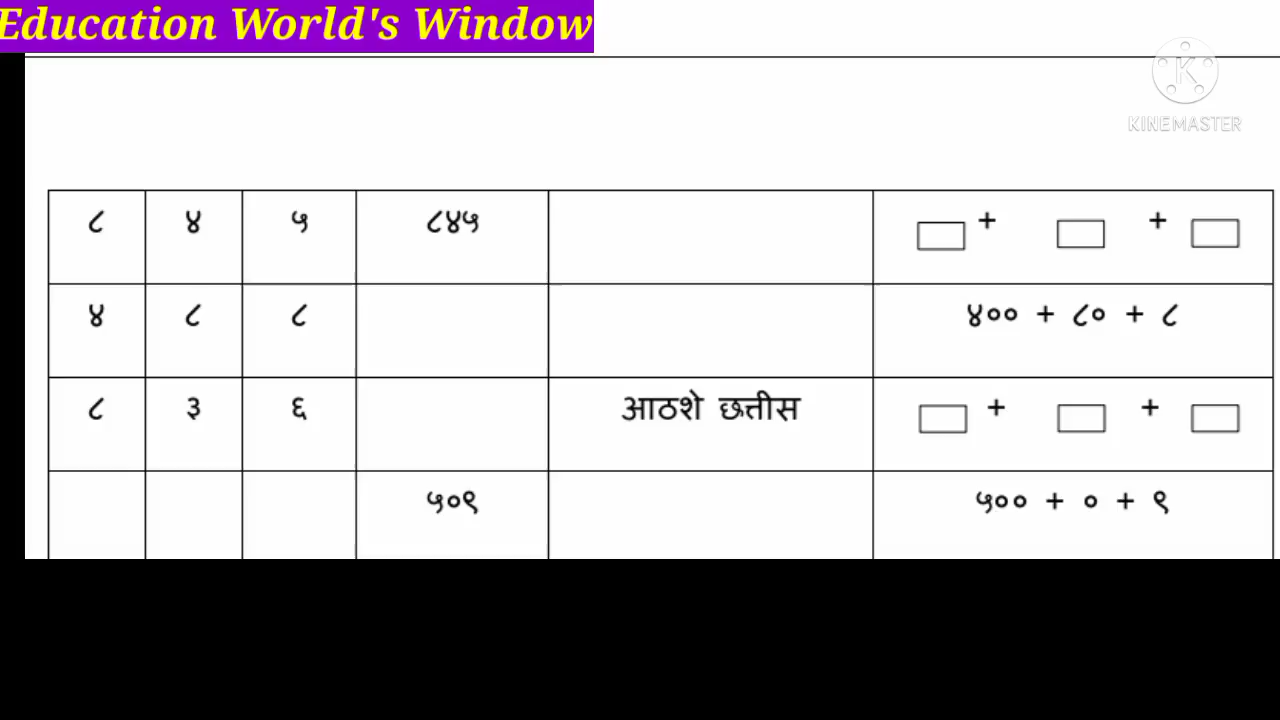 Education World's Window
KINEMASTER
८ ४ ५ ८४५ + +
४ ८ ८ ४०० + ८० + ८
८ ३ ६ आठशे छत्तीस + +
५०९ ५०० + ० + ९